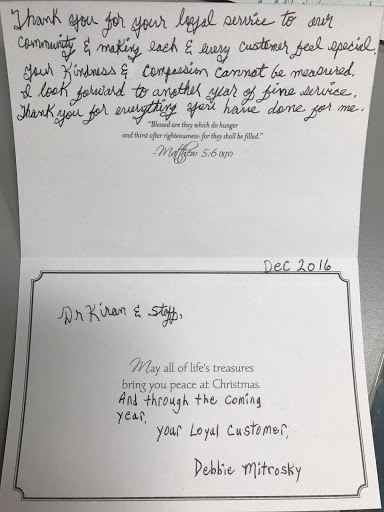 Thank you for your loyal service to our
community & making each & every customer feel special.
Your Kindness & Compassion cannot be measured.
I look forward to another year of fine service.
Thank you for everything you have done for me.
"Blessed are they which do hunger
and thirst after righteousness: for they shall be filled."
-Matthew 5:6 (KJV)
Dec 2016
Dr Kiran & Staff,
May all of life's treasures
bring you peace at Christmas.
And through the coming
year,
your Loyal Customer,
Debbie Mitrosky